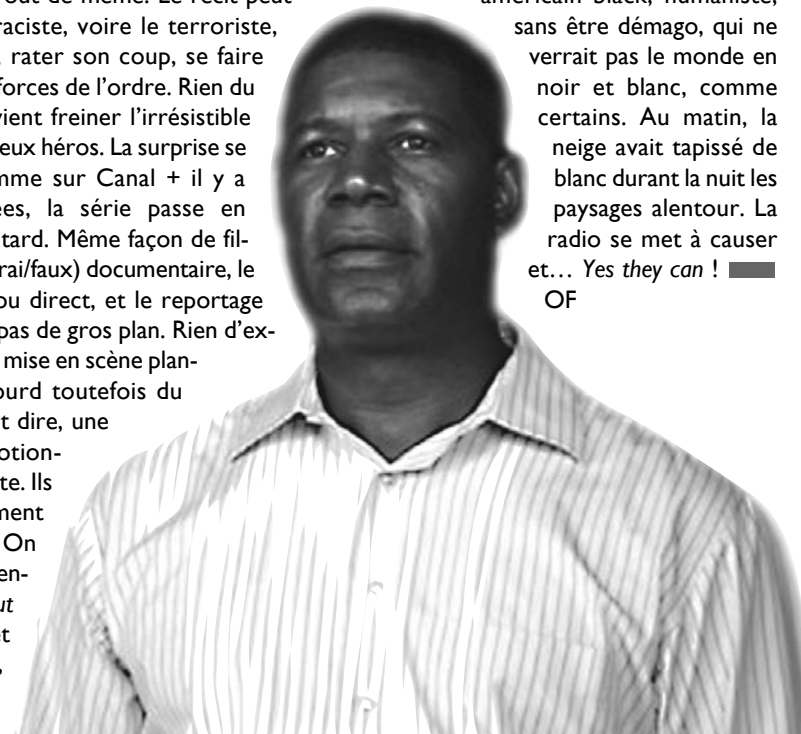 out de même. Le récit peut
raciste, voire le terroriste,
rater son coup, se faire
forces de l'ordre. Rien du
vient freiner l'irrésistible
eux héros. La surprise se
mme sur Canal + il y a
es, la série passe en
tard. Même façon de fil-
rai/faux) documentaire, le
ou direct, et le reportage
pas de gros plan. Rien d'ex-
mise en scène plan-
ourd toutefois du
t dire, une
otion-
te. Ils
ment
On
en-
ut
et
,
américain black, humaniste,
sans être démago, qui ne
verrait pas le monde en
noir et blanc, comme
certains. Au matin, la
neige avait tapissé de
blanc durant la nuit les
paysages alentour. La
radio se met à causer
et… Yes they can !
OF